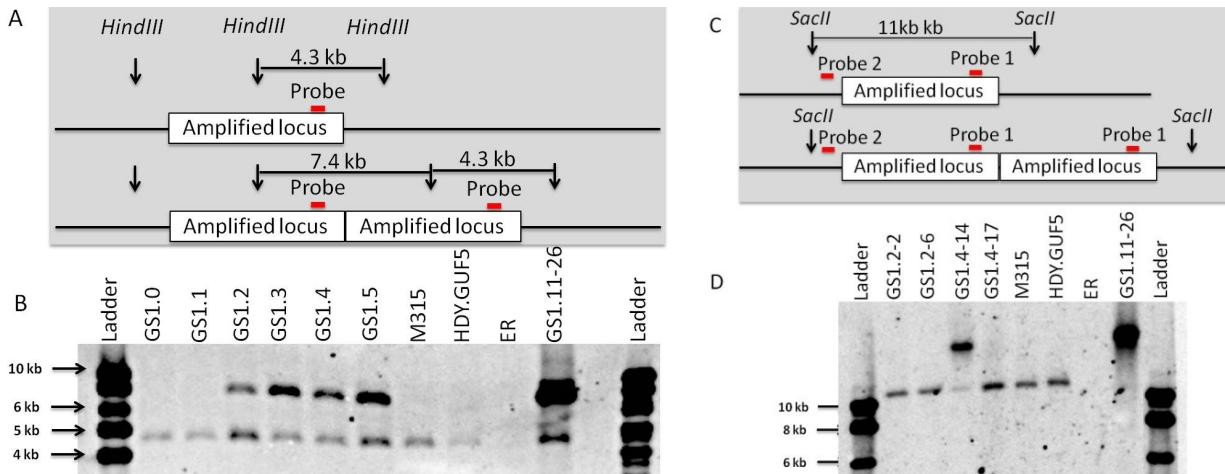 A
HindIII HindIII HindIII
4.3 kb
Probe
Amplified locus
7.4 kb 4.3 kb
Probe Probe
Amplified locus Amplified locus
B
Ladder GS1.0 GS1.1 GS1.2 GS1.3 GS1.4 GS1.5 M315 HDY.GUF5 ER GS1.11-26 Ladder
10 kb
6 kb
5 kb
4 kb
C
SacII SacII
11kb kb
Probe 2 Probe 1
Amplified locus
SacII SacII
Probe 2 Probe 1 Probe 1
Amplified locus Amplified locus
D
Ladder GS1.2-2 GS1.2-6 GS1.4-14 GS1.4-17 M315 HDY.GUF5 ER GS1.11-26 Ladder
10 kb
8 kb
6 kb